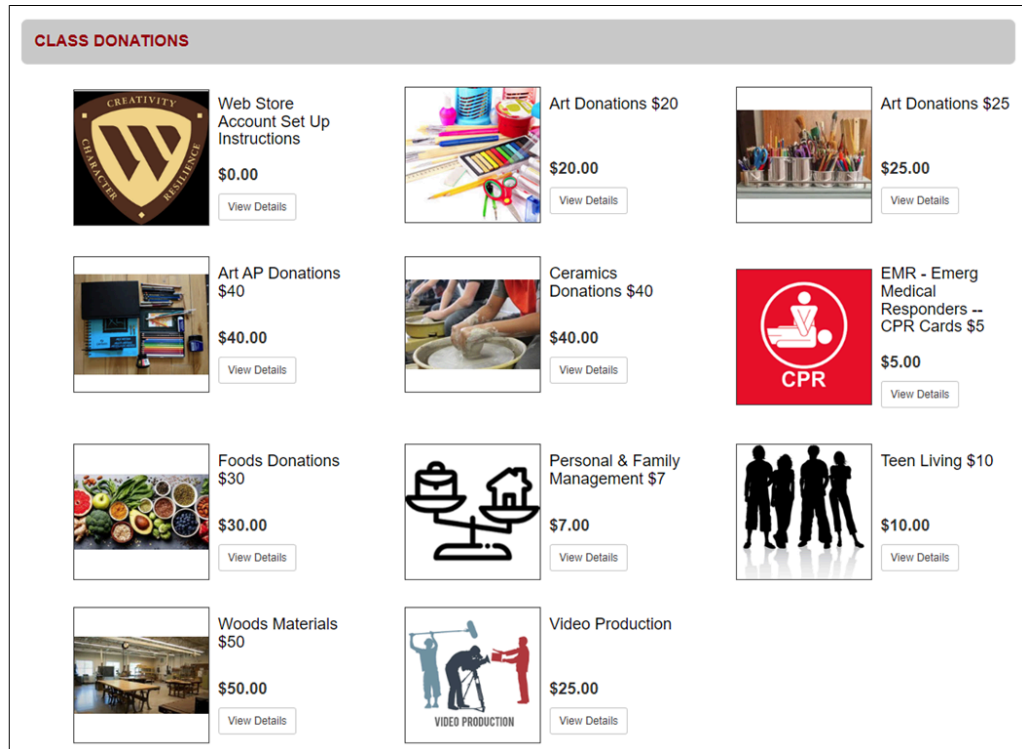 CLASS DONATIONS
CREATIVITY
CHARACTER
RESILIENCE
W
Web Store
Account Set Up
Instructions
$0.00
View Details
Art Donations $20
$20.00
View Details
Art Donations $25
$25.00
View Details
Art AP Donations
$40
$40.00
View Details
Ceramics
Donations $40
$40.00
View Details
CPR
EMR - Emerg
Medical
Responders --
CPR Cards $5
$5.00
View Details
Foods Donations
$30
$30.00
View Details
Personal & Family
Management $7
$7.00
View Details
Teen Living $10
$10.00
View Details
Woods Materials
$50
$50.00
View Details
VIDEO PRODUCTION
Video Production
$25.00
View Details